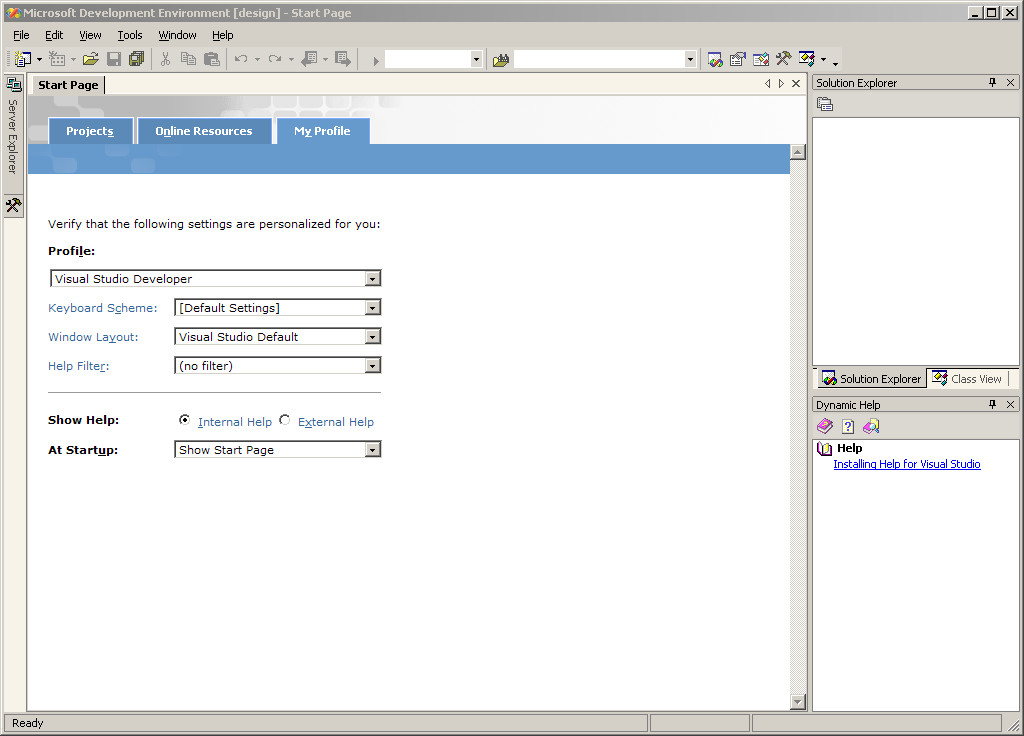 Microsoft Development Environment [design] - Start Page
File Edit View Tools Window Help
Start Page
Server Explorer
Projects Online Resources My Profile
Verify that the following settings are personalized for you:
Profile:
Visual Studio Developer
Keyboard Scheme: [Default Settings]
Window Layout: Visual Studio Default
Help Filter: (no filter)
Show Help: Internal Help External Help
At Startup: Show Start Page
Solution Explorer
Solution Explorer Class View
Dynamic Help
Help
Installing Help for Visual Studio
Ready